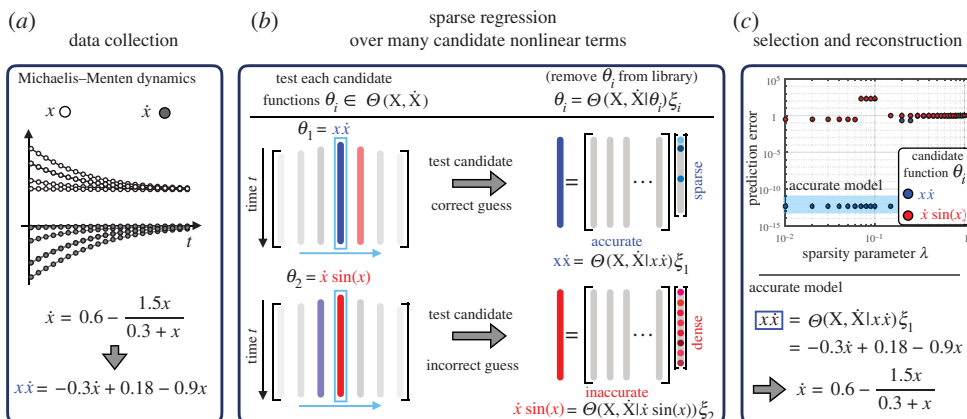 (a)
data collection
Michaelis–Menten dynamics
x
ẋ
t
ẋ = 0.6 − 1.5x / 0.3 + x
xẋ = −0.3ẋ + 0.18 − 0.9x
(b)
sparse regression
over many candidate nonlinear terms
test each candidate
functions θi ∈ Θ(X, Ẋ)
(remove θi from library)
θi = Θ(X, Ẋ|θi)ξi
θ1 = xẋ
time t
test candidate
correct guess
=
...
sparse
accurate
xẋ = Θ(X, Ẋ|xẋ)ξ1
θ2 = ẋ sin(x)
time t
test candidate
incorrect guess
=
...
dense
inaccurate
ẋ sin(x) = Θ(X, Ẋ|ẋ sin(x))ξ2
(c)
selection and reconstruction
prediction error
10^5
1
10^−5
10^−10
10^−15
accurate model
candidate
function θi
xẋ
ẋ sin(x)
10^−2
10^−1
1
sparsity parameter λ
accurate model
xẋ = Θ(X, Ẋ|xẋ)ξ1
= −0.3ẋ + 0.18 − 0.9x
ẋ = 0.6 − 1.5x / 0.3 + x